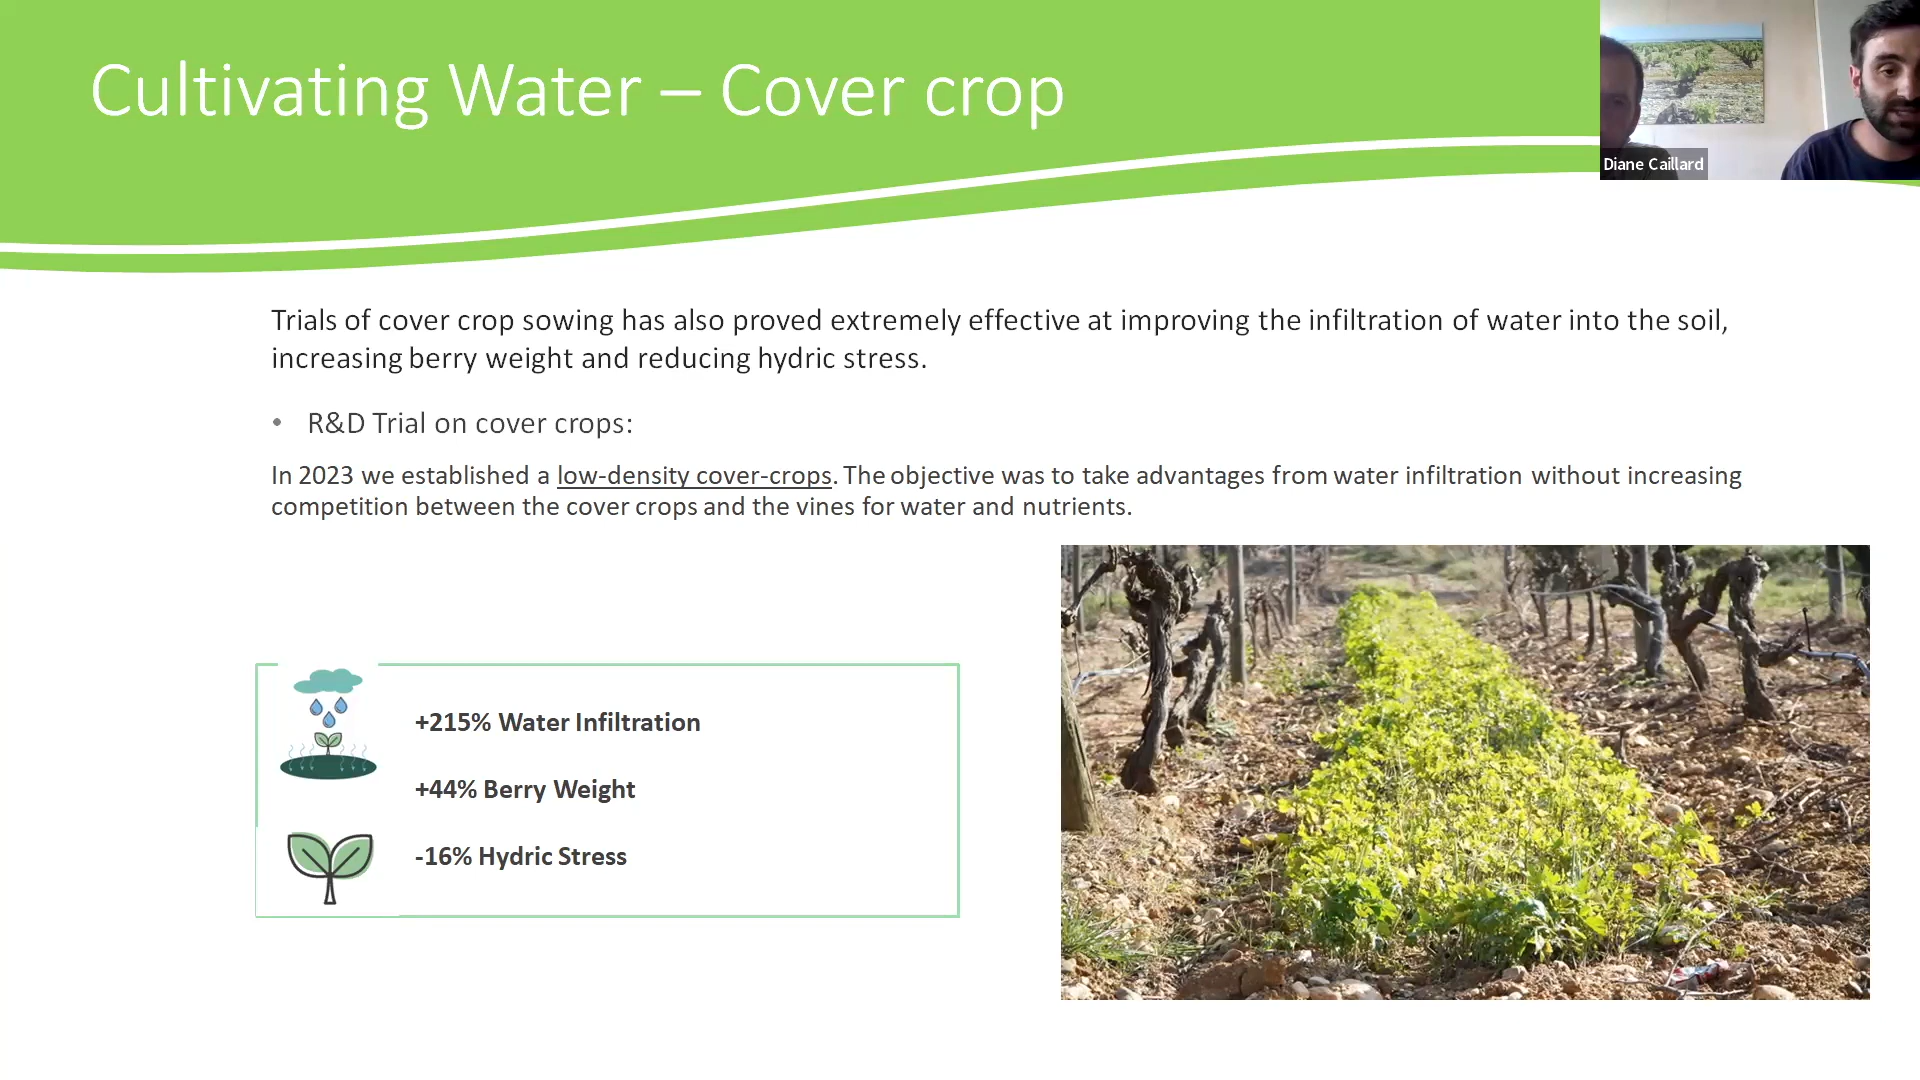 Cultivating Water – Cover crop
Diane Caillard
Trials of cover crop sowing has also proved extremely effective at improving the infiltration of water into the soil,
increasing berry weight and reducing hydric stress.
• R&D Trial on cover crops:
In 2023 we established a low-density cover-crops. The objective was to take advantages from water infiltration without increasing
competition between the cover crops and the vines for water and nutrients.
+215% Water Infiltration
+44% Berry Weight
-16% Hydric Stress